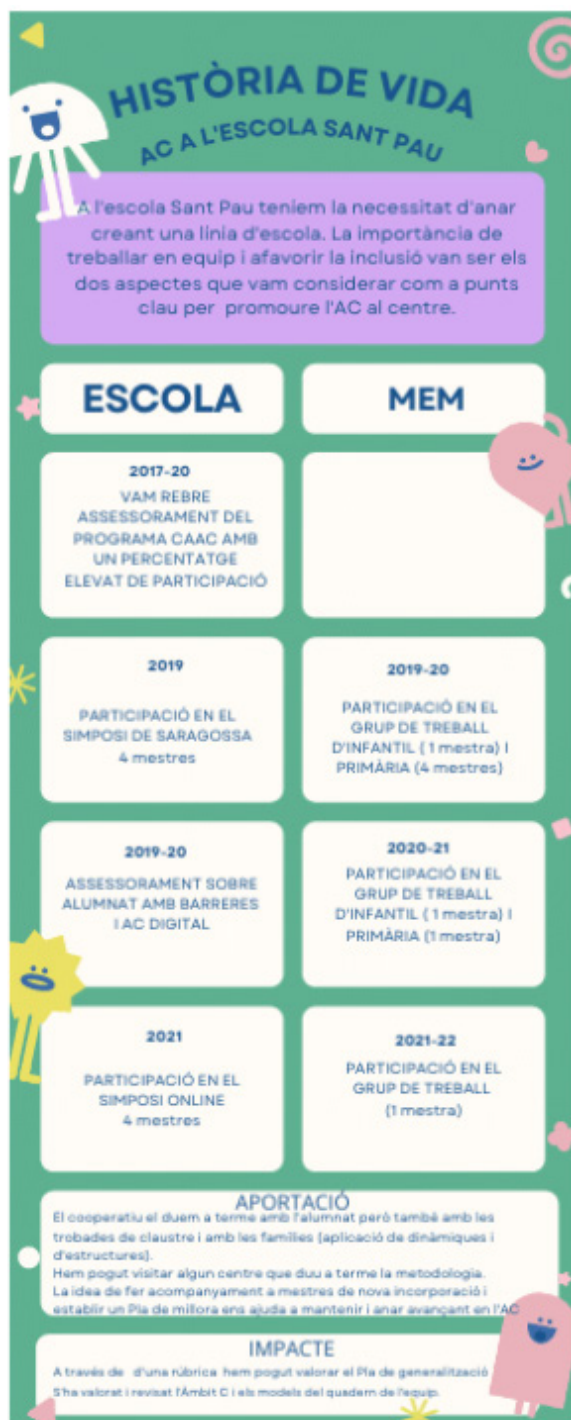 HISTÒRIA DE VIDA
AC A L'ESCOLA SANT PAU
A l'escola Sant Pau teníem la necessitat d'anar
creant una línia d'escola. La importància de
treballar en equip i afavorir la inclusió van ser els
dos aspectes que vam considerar com a punts
clau per promoure l'AC al centre.
ESCOLA
MEM
2017-20
VAM REBRE
ASSESSORAMENT DEL
PROGRAMA CAAC AMB
UN PERCENTATGE
ELEVAT DE PARTICIPACIÓ
2019
PARTICIPACIÓ EN EL
SIMPOSI DE SARAGOSSA
4 mestres
2019-20
PARTICIPACIÓ EN EL
GRUP DE TREBALL
D'INFANTIL ( 1 mestra) I
PRIMÀRIA (4 mestres)
2019-20
ASSESSORAMENT SOBRE
ALUMNAT AMB BARRERES
I AC DIGITAL
2020-21
PARTICIPACIÓ EN EL
GRUP DE TREBALL
D'INFANTIL ( 1 mestra) I
PRIMÀRIA (1 mestra)
2021
PARTICIPACIÓ EN EL
SIMPOSI ONLINE
4 mestres
2021-22
PARTICIPACIÓ EN EL
GRUP DE TREBALL
(1 mestra)
APORTACIÓ
El cooperatiu el duem a terme amb l'alumnat però també amb les
trobades de claustre i amb les famílies (aplicació de dinàmiques i
d'estructures).
Hem pogut visitar algun centre que duu a terme la metodologia.
La idea de fer acompanyament a mestres de nova incorporació i
establir un Pla de millora ens ajuda a mantenir i anar avançant en l'AC
IMPACTE
A través de d'una rúbrica hem pogut valorar el Pla de generalització
S'ha valorat i revisat l'Àmbit C i els models del quadern de l'equip.